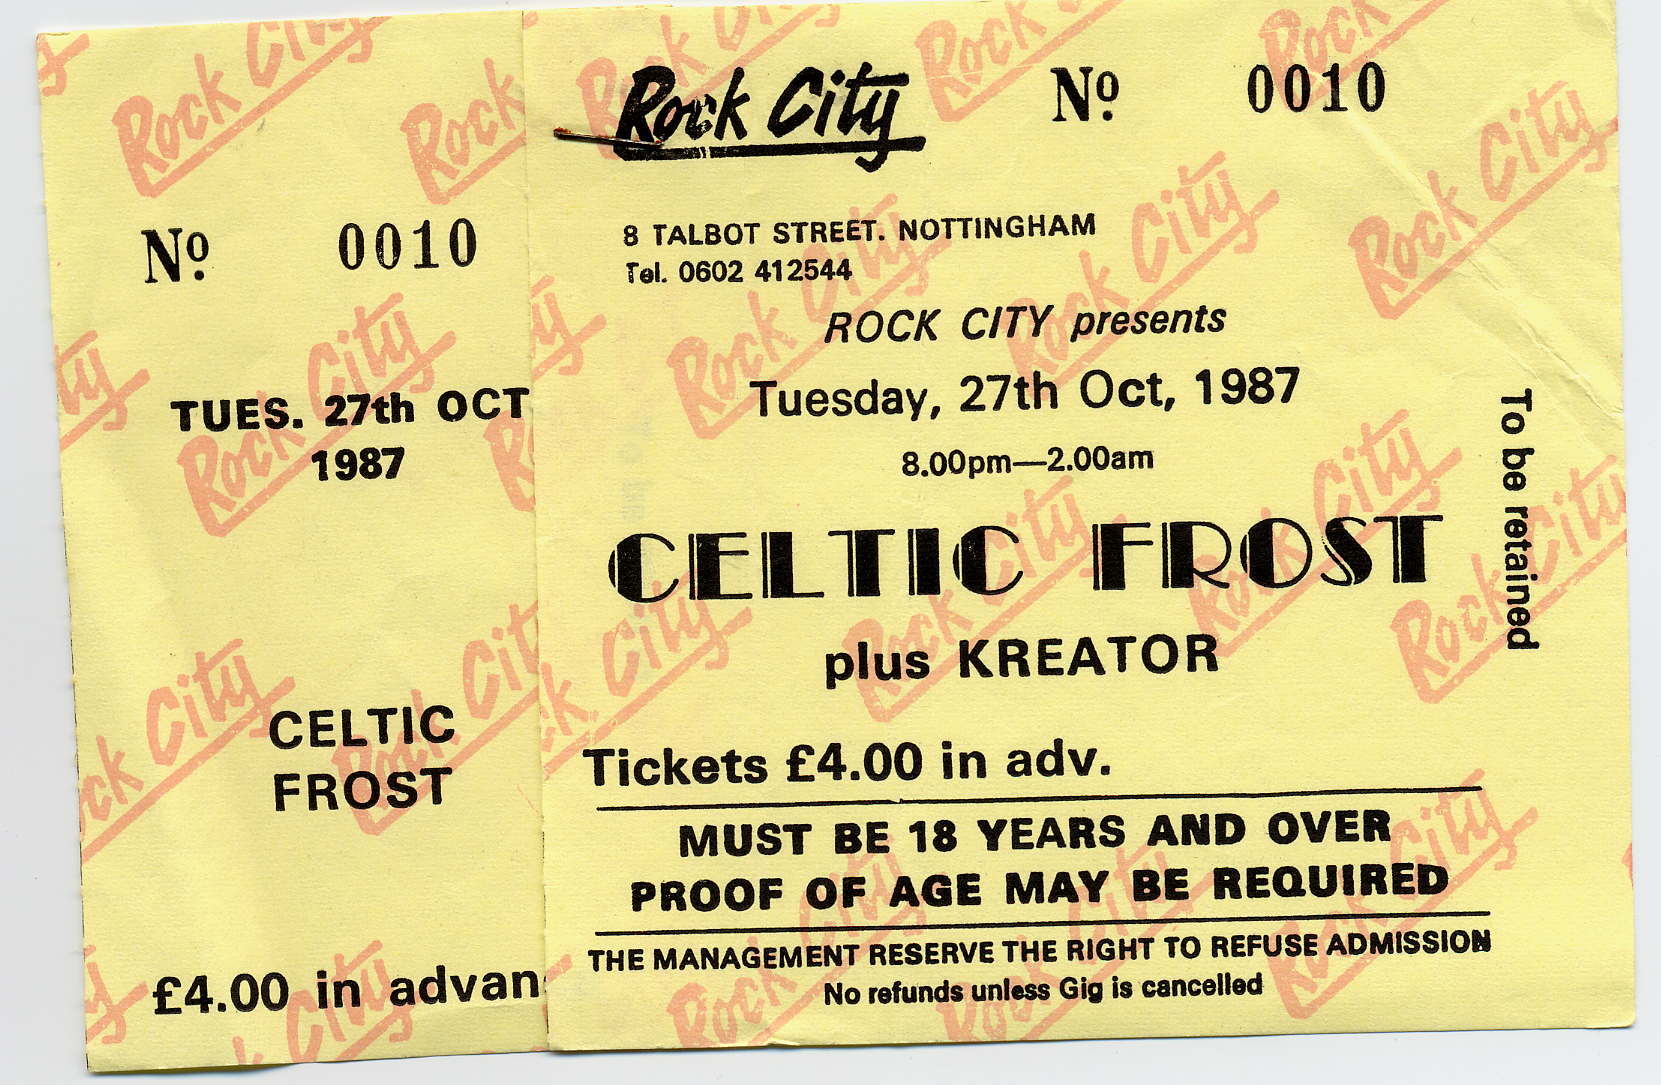 Nº 0010
TUES. 27th OCT
1987
CELTIC
FROST
£4.00 in advan
Rock City Nº 0010
8 TALBOT STREET. NOTTINGHAM
Tel. 0602 412544
ROCK CITY presents
Tuesday, 27th Oct, 1987
8.00pm—2.00am
CELTIC FROST
plus KREATOR
Tickets £4.00 in adv.
MUST BE 18 YEARS AND OVER
PROOF OF AGE MAY BE REQUIRED
THE MANAGEMENT RESERVE THE RIGHT TO REFUSE ADMISSION
No refunds unless Gig is cancelled
To be retained